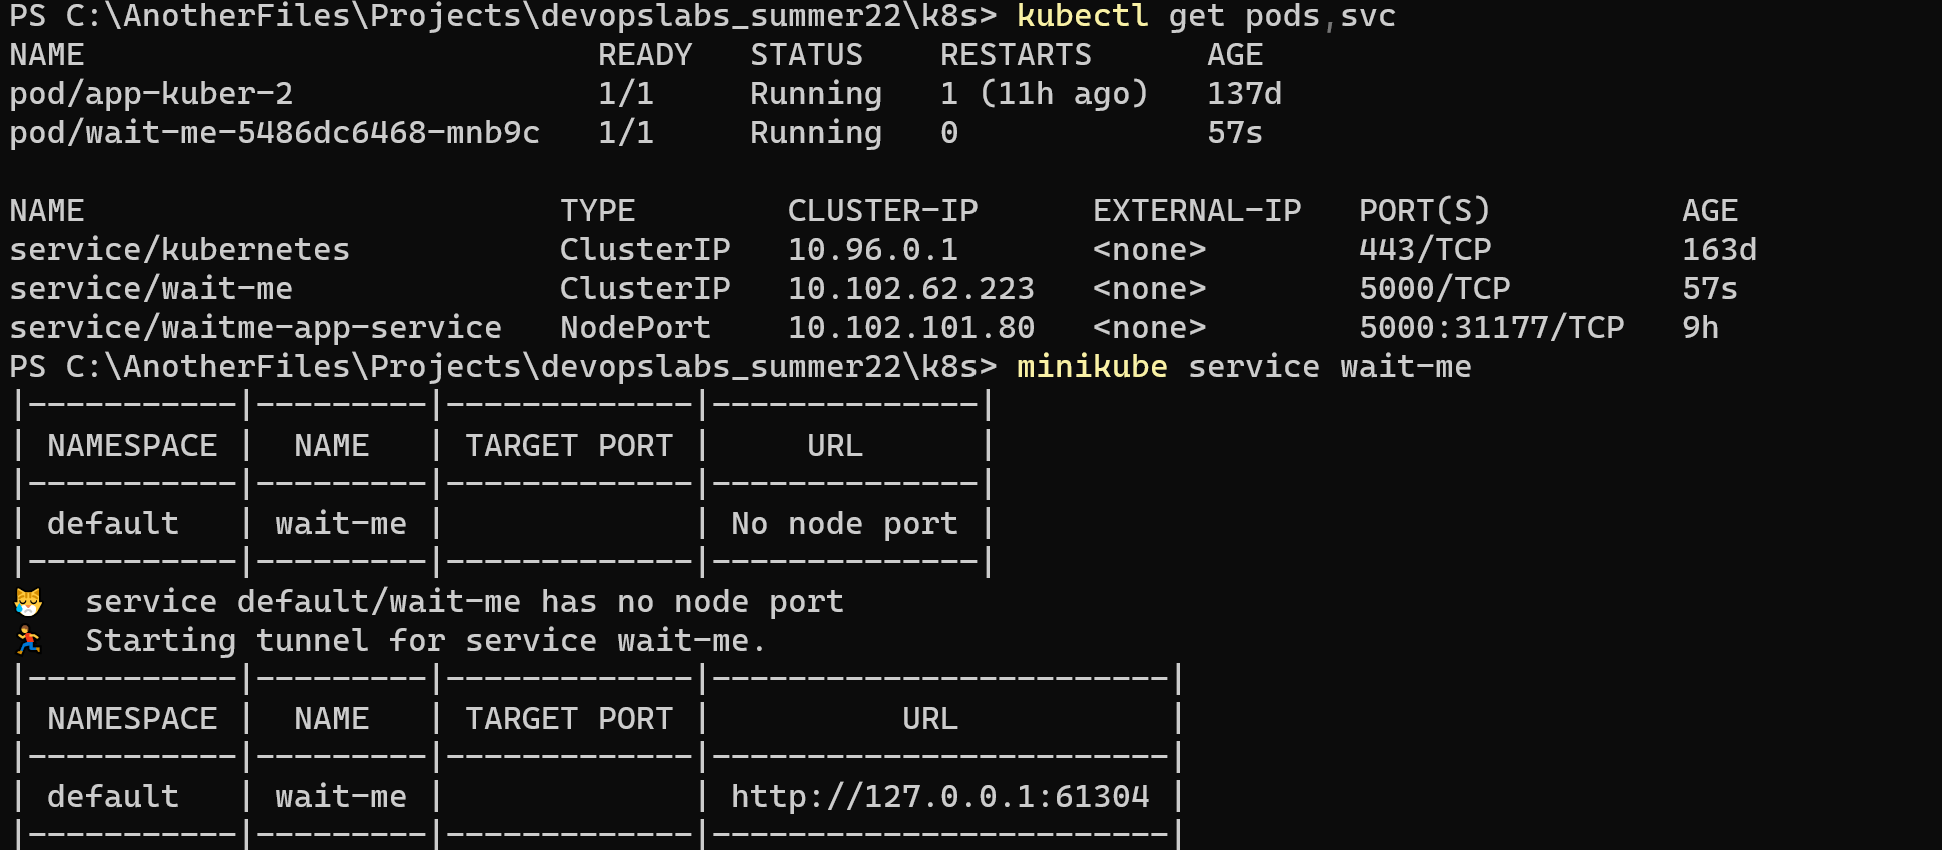 PS C:\AnotherFiles\Projects\devopslabs_summer22\k8s> kubectl get pods,svc
NAME                           READY   STATUS    RESTARTS      AGE
pod/app-kuber-2                1/1     Running   1 (11h ago)   137d
pod/wait-me-5486dc6468-mnb9c   1/1     Running   0             57s

NAME                         TYPE        CLUSTER-IP      EXTERNAL-IP   PORT(S)          AGE
service/kubernetes           ClusterIP   10.96.0.1       <none>        443/TCP          163d
service/wait-me              ClusterIP   10.102.62.223   <none>        5000/TCP         57s
service/waitme-app-service   NodePort    10.102.101.80   <none>        5000:31177/TCP   9h
PS C:\AnotherFiles\Projects\devopslabs_summer22\k8s> minikube service wait-me
|-----------|---------|-------------|--------------|
| NAMESPACE |  NAME   | TARGET PORT |     URL      |
|-----------|---------|-------------|--------------|
| default   | wait-me |             | No node port |
|-----------|---------|-------------|--------------|
😿  service default/wait-me has no node port
🏃  Starting tunnel for service wait-me.
|-----------|---------|-------------|------------------------|
| NAMESPACE |  NAME   | TARGET PORT |          URL           |
|-----------|---------|-------------|------------------------|
| default   | wait-me |             | http://127.0.0.1:61304 |
|-----------|---------|-------------|------------------------|